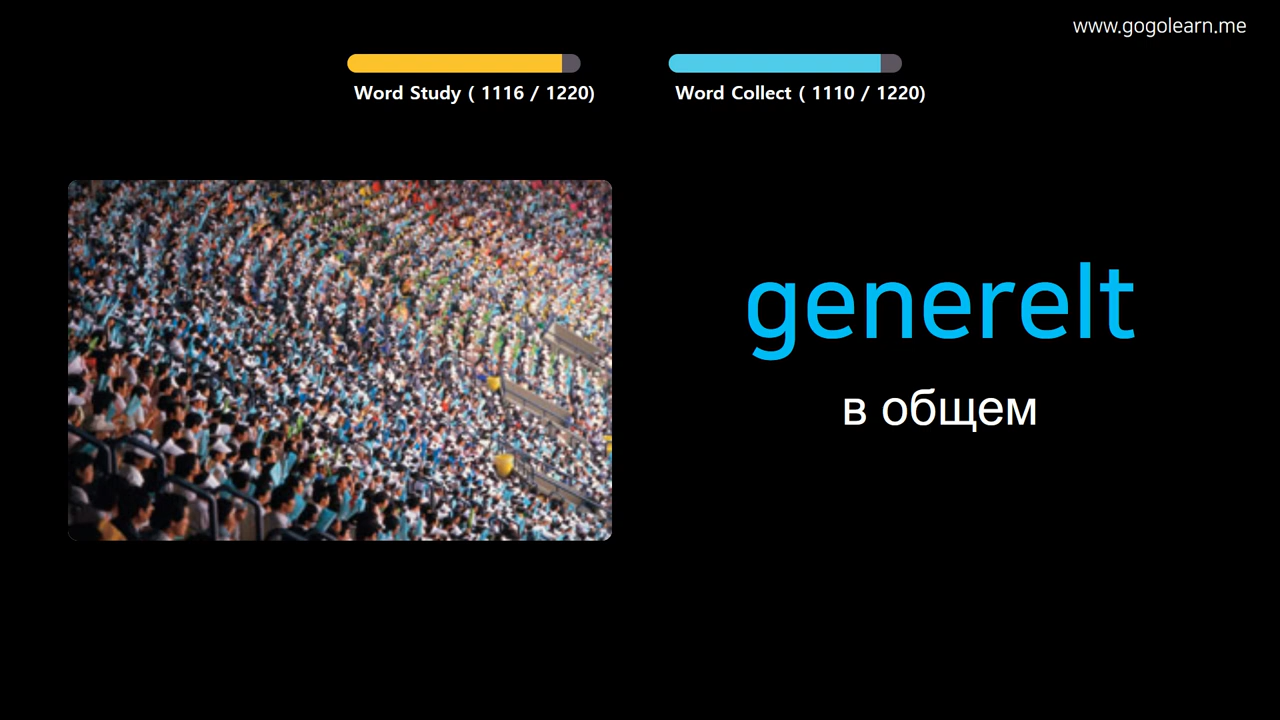 www.gogolearn.me
Word Study ( 1116 / 1220)
Word Collect ( 1110 / 1220)
generelt
в общем